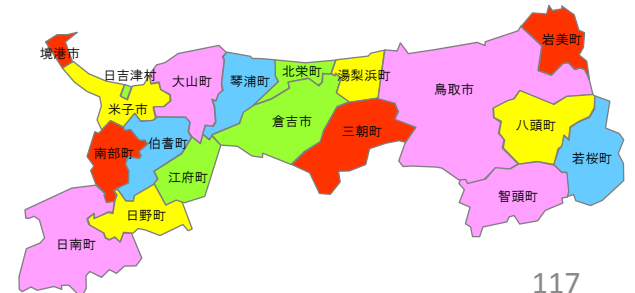 岩美町
境港市
日吉津村
大山町
琴浦町
北栄町
湯梨浜町
鳥取市
米子市
倉吉市
三朝町
八頭町
南部町
伯耆町
若桜町
江府町
智頭町
日野町
日南町
117